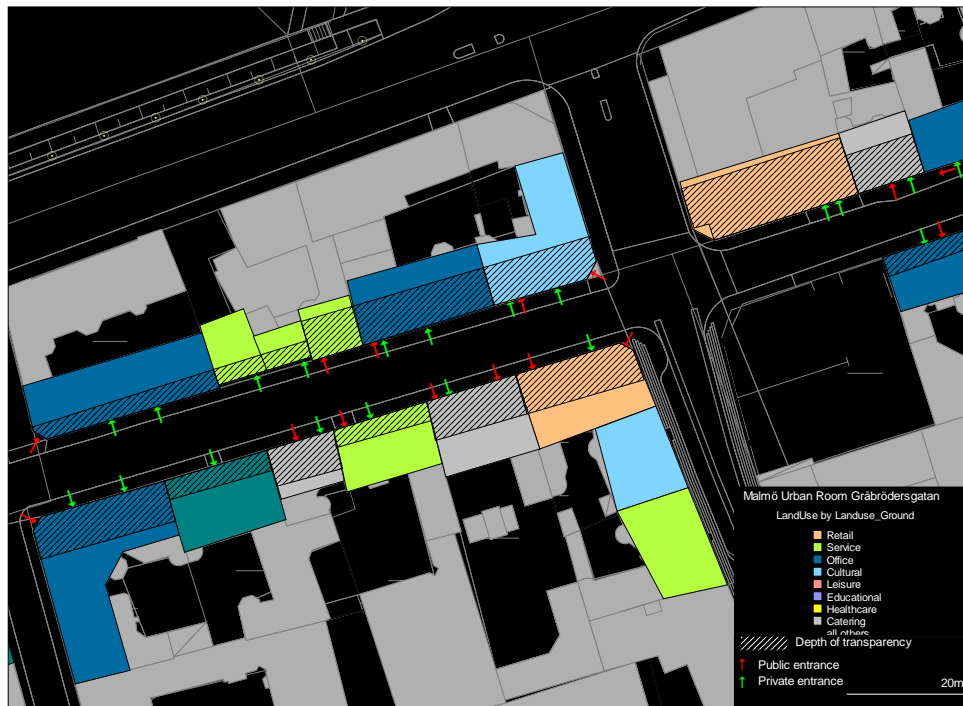 Malmö Urban Room Gråbrödersgatan
LandUse by Landuse_Ground
Retail
Service
Office
Cultural
Leisure
Educational
Healthcare
Catering
all others
Depth of transparency
Public entrance
Private entrance
20m